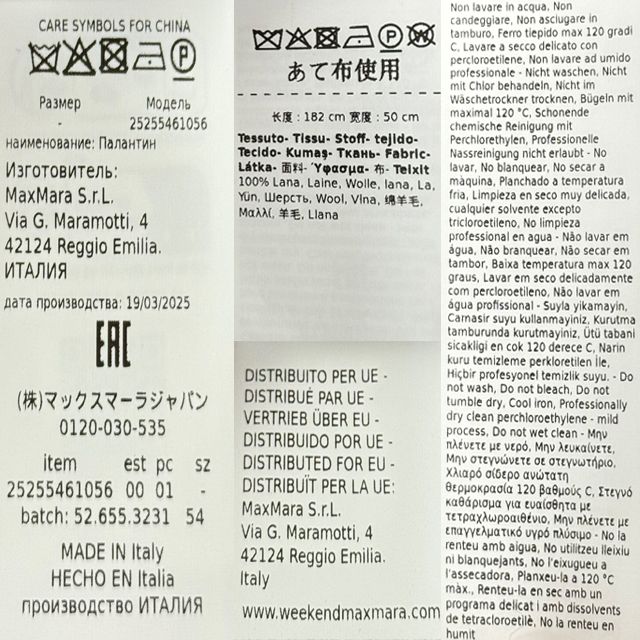 CARE SYMBOLS FOR CHINA
P
Размер Модель
- 25255461056
наименование: Палантин
Изготовитель:
MaxMara S.r.L.
Via G. Maramotti, 4
42124 Reggio Emilia.
ИТАЛИЯ
дата производства: 19/03/2025
EAC
(株)マックスマーラジャパン
0120-030-535
item est pc sz
25255461056 00 01 -
batch: 52.655.3231 54
MADE IN Italy
HECHO EN Italia
производство ИТАЛИЯ
P W
あて布使用
长度 : 182 cm 宽度 : 50 cm
Tessuto- Tissu- Stoff- tejido-
Tecido- Kumaş- Ткань- Fabric-
Látka- 面料- Ύφασμα- 布- Teixit
100% Lana, Laine, Wolle, lana, La,
Yün, Шерсть, Wool, Vlna, 绵羊毛,
Μαλλί, 羊毛, Llana
DISTRIBUITO PER UE -
DISTRIBUÉ PAR UE -
VERTRIEB ÜBER EU -
DISTRIBUIDO POR UE -
DISTRIBUTED FOR EU -
DISTRIBUÏT PER LA UE:
MaxMara S.r.L.
Via G. Maramotti, 4
42124 Reggio Emilia.
Italy
www.weekendmaxmara.com
Non lavare in acqua, Non
candeggiare, Non asciugare in
tamburo, Ferro tiepido max 120 gradi
C, Lavare a secco delicato con
percloroetilene, Non lavare ad umido
professionale - Nicht waschen, Nicht
mit Chlor behandeln, Nicht im
Wäschetrockner trocknen, Bügeln mit
maximal 120 °C, Schonende
chemische Reinigung mit
Perchlorethylen, Professionelle
Nassreinigung nicht erlaubt - No
lavar, No blanquear, No secar a
màquina, Planchado a temperatura
fria, Limpieza en seco muy delicada,
cualquier solvente excepto
tricloroetileno, No limpieza
professional en agua - Não lavar em
água, Não branquear, Não secar em
tambor, Baixa temperatura max 120
graus, Lavar em seco delicadamente
com percloroetileno, Não lavar em
água profissional - Suyla yikamayin,
Camasir suyu kullanmayiniz, Kurutma
tamburunda kurutmayiniz, Ütü tabani
sicakligi en cok 120 derece C, Narin
kuru temizleme perkloretilen İle,
Hiçbir profesyonel temizlik suyu. - Do
not wash, Do not bleach, Do not
tumble dry, Cool iron, Professionally
dry clean perchloroethylene - mild
process, Do not wet clean - Μην
πλένετε με νερό, Μην λευκαίνετε,
Μην στεγνώνετε σε στεγνωτήριο,
Χλιαρό σίδερο ανώτατη
θερμοκρασία 120 βαθμούς C, Στεγνό
καθάρισμα για ευαίσθητα με
τετραχλωροαιθένιο, Μην πλένετε με
επαγγελματικό υγρό πλύσιμο - No la
renteu amb aigua, No utilitzeu lleixiu
ni blanquejants, No l'eixugueu a
l'assecadora, Planxeu-la a 120 °C
màx., Renteu-la en sec amb un
programa delicat i amb dissolvents
de tetracloroetilè, No la renteu en
humit